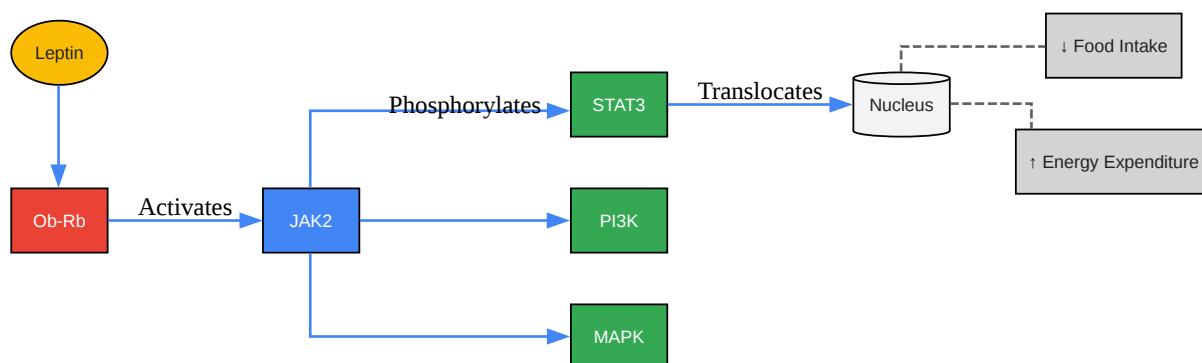 Leptin
Ob-Rb
Activates
JAK2
Phosphorylates
STAT3
Translocates
Nucleus
↓ Food Intake
↑ Energy Expenditure
PI3K
MAPK